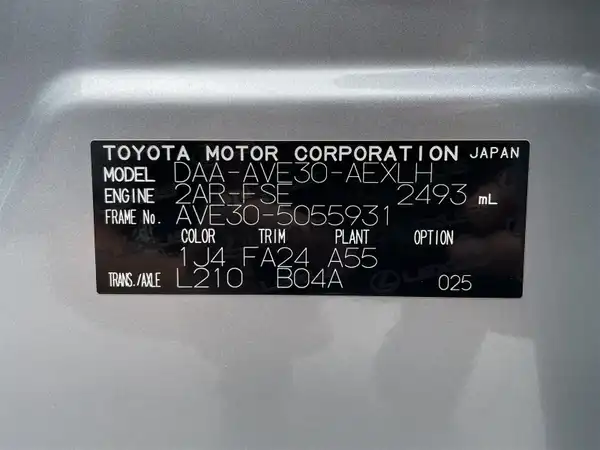 TOYOTA MOTOR CORPORATION JAPAN
MODEL DAA-AVE30-AEXLH
ENGINE 2AR-FSE 2493 mL
FRAME No. AVE30-5055931
COLOR TRIM PLANT OPTION
1J4 FA24 A55
TRANS./AXLE L210 B04A 025